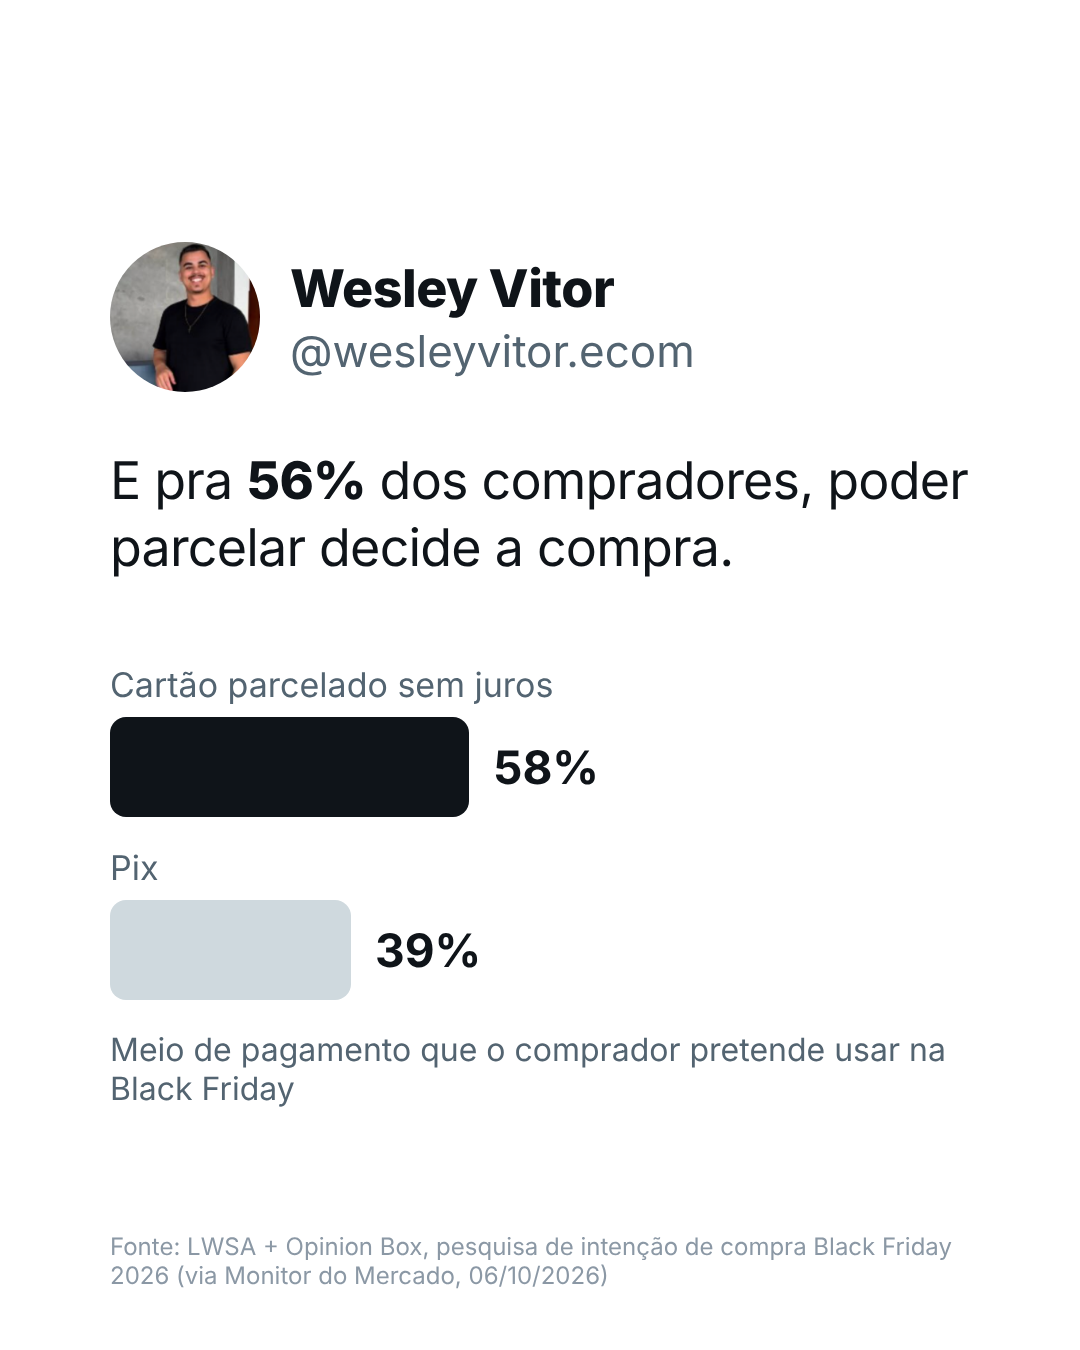 Wesley Vitor
@wesleyvitor.ecom
E pra 56% dos compradores, poder
parcelar decide a compra.
Cartão parcelado sem juros
58%
Pix
39%
Meio de pagamento que o comprador pretende usar na
Black Friday
Fonte: LWSA + Opinion Box, pesquisa de intenção de compra Black Friday
2026 (via Monitor do Mercado, 06/10/2026)